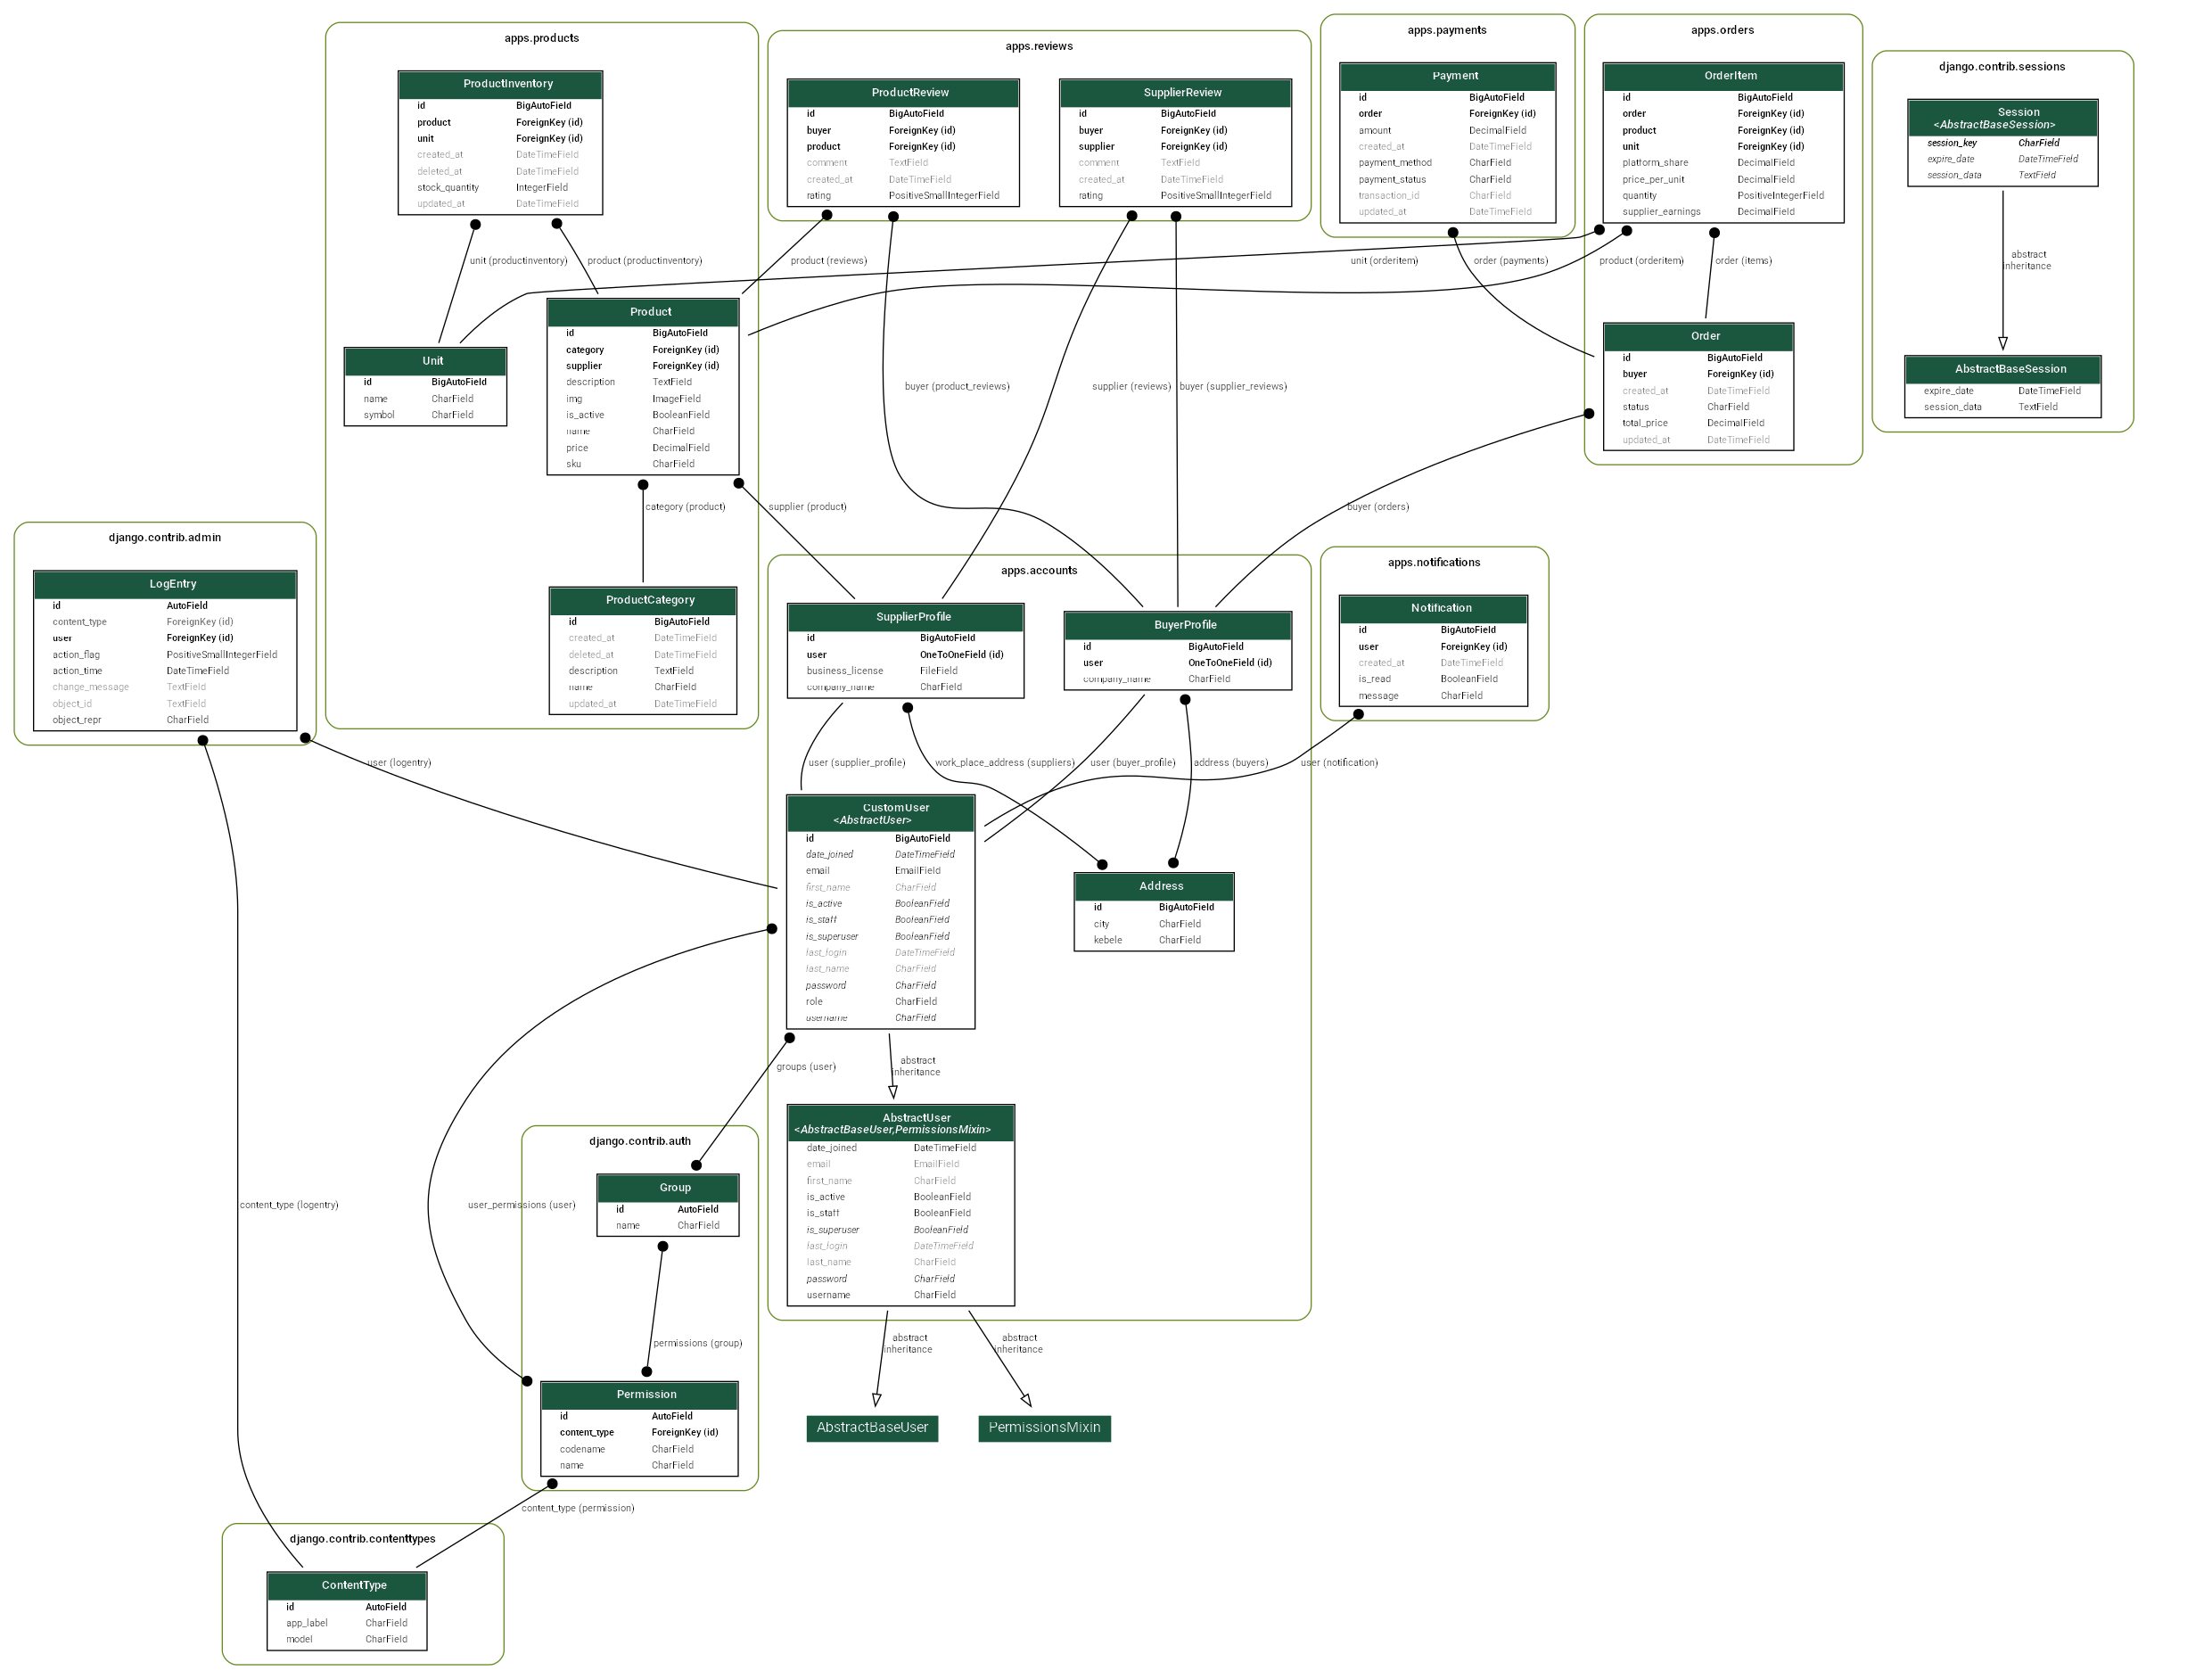 apps.products
ProductInventory
id BigAutoField
product ForeignKey (id)
unit ForeignKey (id)
created_at DateTimeField
deleted_at DateTimeField
stock_quantity IntegerField
updated_at DateTimeField
unit (productinventory)
product (productinventory)
Product
id BigAutoField
category ForeignKey (id)
supplier ForeignKey (id)
description TextField
img ImageField
is_active BooleanField
name CharField
price DecimalField
sku CharField
Unit
id BigAutoField
name CharField
symbol CharField
category (product)
supplier (product)
ProductCategory
id BigAutoField
created_at DateTimeField
deleted_at DateTimeField
description TextField
name CharField
updated_at DateTimeField
apps.reviews
ProductReview
id BigAutoField
buyer ForeignKey (id)
product ForeignKey (id)
comment TextField
created_at DateTimeField
rating PositiveSmallIntegerField
SupplierReview
id BigAutoField
buyer ForeignKey (id)
supplier ForeignKey (id)
comment TextField
created_at DateTimeField
rating PositiveSmallIntegerField
product (reviews)
buyer (product_reviews)
supplier (reviews)
buyer (supplier_reviews)
apps.payments
Payment
id BigAutoField
order ForeignKey (id)
amount DecimalField
created_at DateTimeField
payment_method CharField
payment_status CharField
transaction_id CharField
updated_at DateTimeField
apps.orders
OrderItem
id BigAutoField
order ForeignKey (id)
product ForeignKey (id)
unit ForeignKey (id)
platform_share DecimalField
price_per_unit DecimalField
quantity PositiveIntegerField
supplier_earnings DecimalField
unit (orderitem)
order (payments)
product (orderitem)
order (items)
Order
id BigAutoField
buyer ForeignKey (id)
created_at DateTimeField
status CharField
total_price DecimalField
updated_at DateTimeField
buyer (orders)
django.contrib.sessions
Session
<AbstractBaseSession>
session_key CharField
expire_date DateTimeField
session_data TextField
abstract
inheritance
AbstractBaseSession
expire_date DateTimeField
session_data TextField
django.contrib.admin
LogEntry
id AutoField
content_type ForeignKey (id)
user ForeignKey (id)
action_flag PositiveSmallIntegerField
action_time DateTimeField
change_message TextField
object_id TextField
object_repr CharField
user (logentry)
content_type (logentry)
apps.accounts
SupplierProfile
id BigAutoField
user OneToOneField (id)
business_license FileField
company_name CharField
BuyerProfile
id BigAutoField
user OneToOneField (id)
company_name CharField
user (supplier_profile)
work_place_address (suppliers)
user (buyer_profile)
address (buyers)
user (notification)
apps.notifications
Notification
id BigAutoField
user ForeignKey (id)
created_at DateTimeField
is_read BooleanField
message CharField
CustomUser
<AbstractUser>
id BigAutoField
date_joined DateTimeField
email EmailField
first_name CharField
is_active BooleanField
is_staff BooleanField
is_superuser BooleanField
last_login DateTimeField
last_name CharField
password CharField
role CharField
username CharField
Address
id BigAutoField
city CharField
kebele CharField
groups (user)
abstract
inheritance
AbstractUser
<AbstractBaseUser,PermissionsMixin>
date_joined DateTimeField
email EmailField
first_name CharField
is_active BooleanField
is_staff BooleanField
is_superuser BooleanField
last_login DateTimeField
last_name CharField
password CharField
username CharField
abstract
inheritance
abstract
inheritance
AbstractBaseUser
PermissionsMixin
django.contrib.auth
Group
id AutoField
name CharField
user_permissions (user)
permissions (group)
Permission
id AutoField
content_type ForeignKey (id)
codename CharField
name CharField
content_type (permission)
django.contrib.contenttypes
ContentType
id AutoField
app_label CharField
model CharField